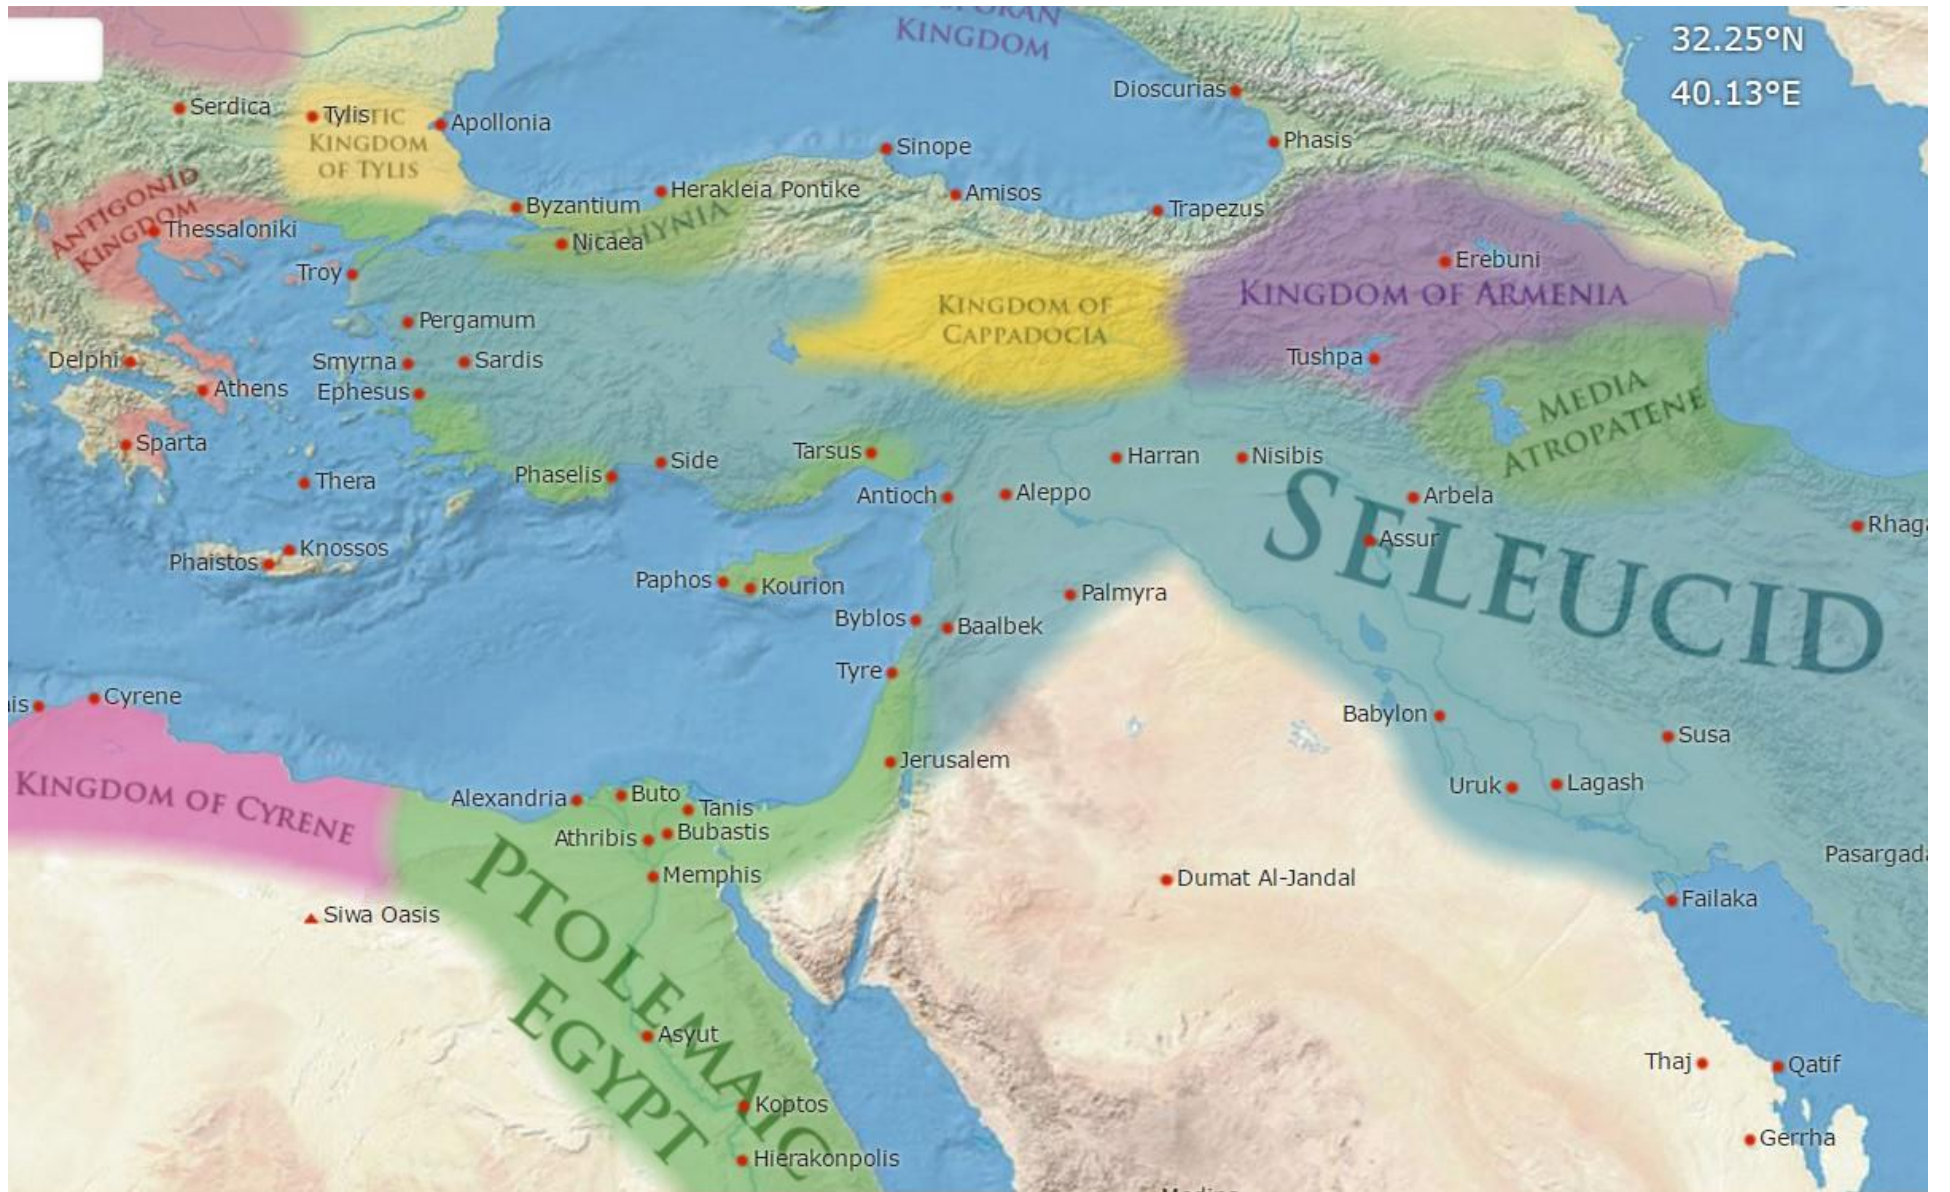 KINGDOM
32.25°N
40.13°E
Dioscurias
Serdica
Tylis
Apollonia
KINGDOM
OF TYLIS
Phasis
Sinope
ANTIGONID
KINGDOM
Herakleia Pontike
Amisos
Byzantium
Trapezus
Thessaloniki
Nicaea
Troy
Erebuni
KINGDOM OF ARMENIA
KINGDOM OF
CAPPADOCIA
Pergamum
Tushpa
Delphi
Smyrna
Sardis
Athens
Ephesus
MEDIA
ATROPATENE
Sparta
Tarsus
Side
Harran
Nisibis
Phaselis
Thera
Antioch
Aleppo
Arbela
SELEUCID
Assur
Knossos
Phaistos
Paphos
Kourion
Palmyra
Byblos
Baalbek
Tyre
Cyrene
Babylon
Susa
Jerusalem
KINGDOM OF CYRENE
Alexandria
Buto
Tanis
Uruk
Lagash
Athribis
Bubastis
Memphis
PTOLEMAIC
EGYPT
Dumat Al-Jandal
Failaka
Siwa Oasis
Asyut
Thaj
Qatif
Koptos
Gerrha
Hierakonpolis